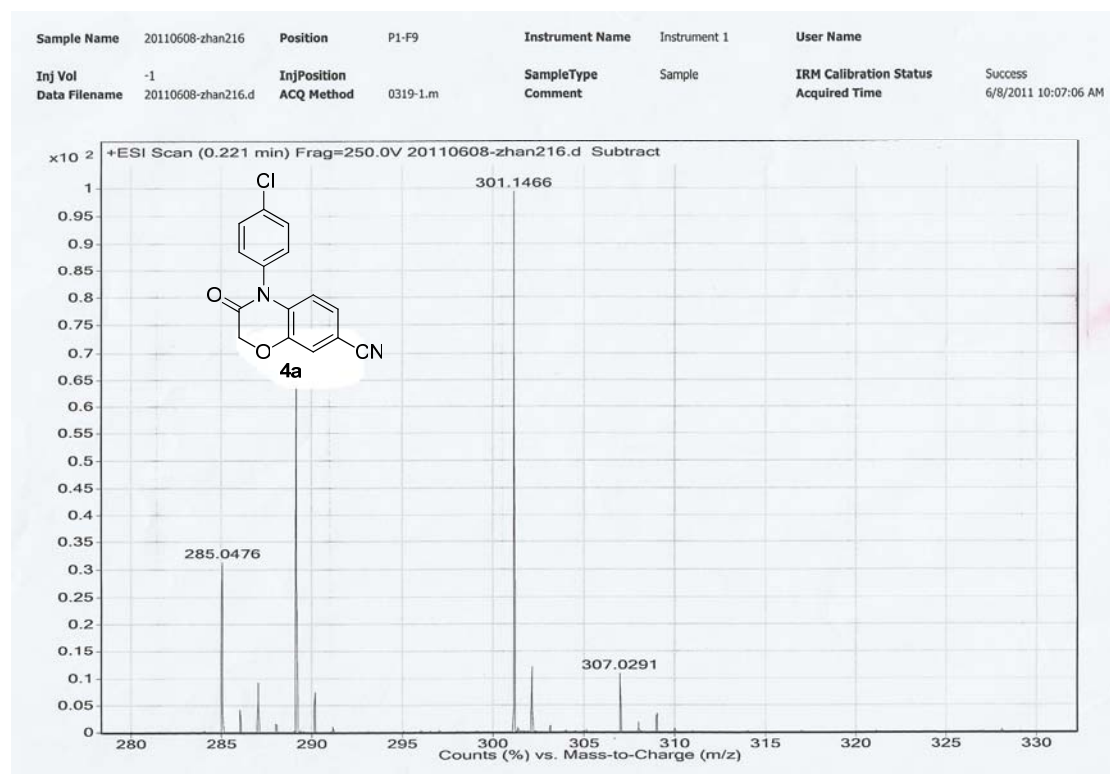 Sample Name 20110608-zhan216 Position P1-F9 Instrument Name Instrument 1 User Name
Inj Vol -1 InjPosition SampleType Sample IRM Calibration Status Success
Data Filename 20110608-zhan216.d ACQ Method 0319-1.m Comment Acquired Time 6/8/2011 10:07:06 AM
x10 2 +ESI Scan (0.221 min) Frag=250.0V 20110608-zhan216.d Subtract
Cl
301.1466
1
0.95
0.9
0.85
0.8
0.75
0.7
0.65
0.6
0.55
0.5
0.45
0.4
0.35
0.3
0.25
0.2
0.15
0.1
0.05
0
O N
O CN
4a
285.0476
307.0291
280 285 290 295 300 305 310 315 320 325 330
Counts (%) vs. Mass-to-Charge (m/z)